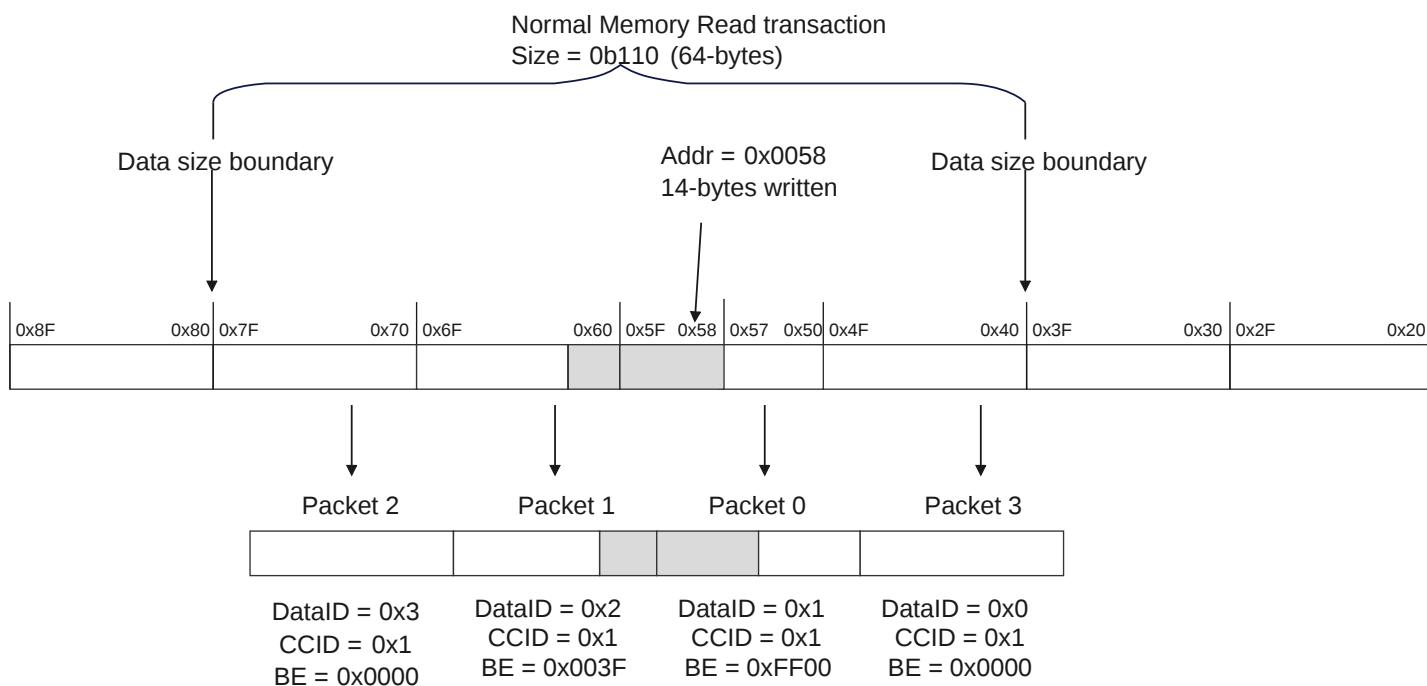 Normal Memory Read transaction
Size = 0b110 (64-bytes)
Data size boundary
Addr = 0x0058
14-bytes written
Data size boundary
0x8F 0x80 0x7F 0x70 0x6F 0x60 0x5F 0x58 0x57 0x50 0x4F 0x40 0x3F 0x30 0x2F 0x20
Packet 2 Packet 1 Packet 0 Packet 3
DataID = 0x3 DataID = 0x2 DataID = 0x1 DataID = 0x0
CCID = 0x1 CCID = 0x1 CCID = 0x1 CCID = 0x1
BE = 0x0000 BE = 0x003F BE = 0xFF00 BE = 0x0000